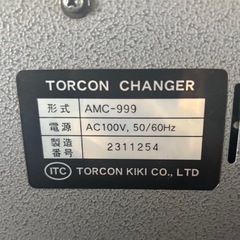 TORCON CHANGER
形式 AMC-999
電源 AC100V, 50/60Hz
製造番号 2311254
ITC TORCON KIKI CO., LTD